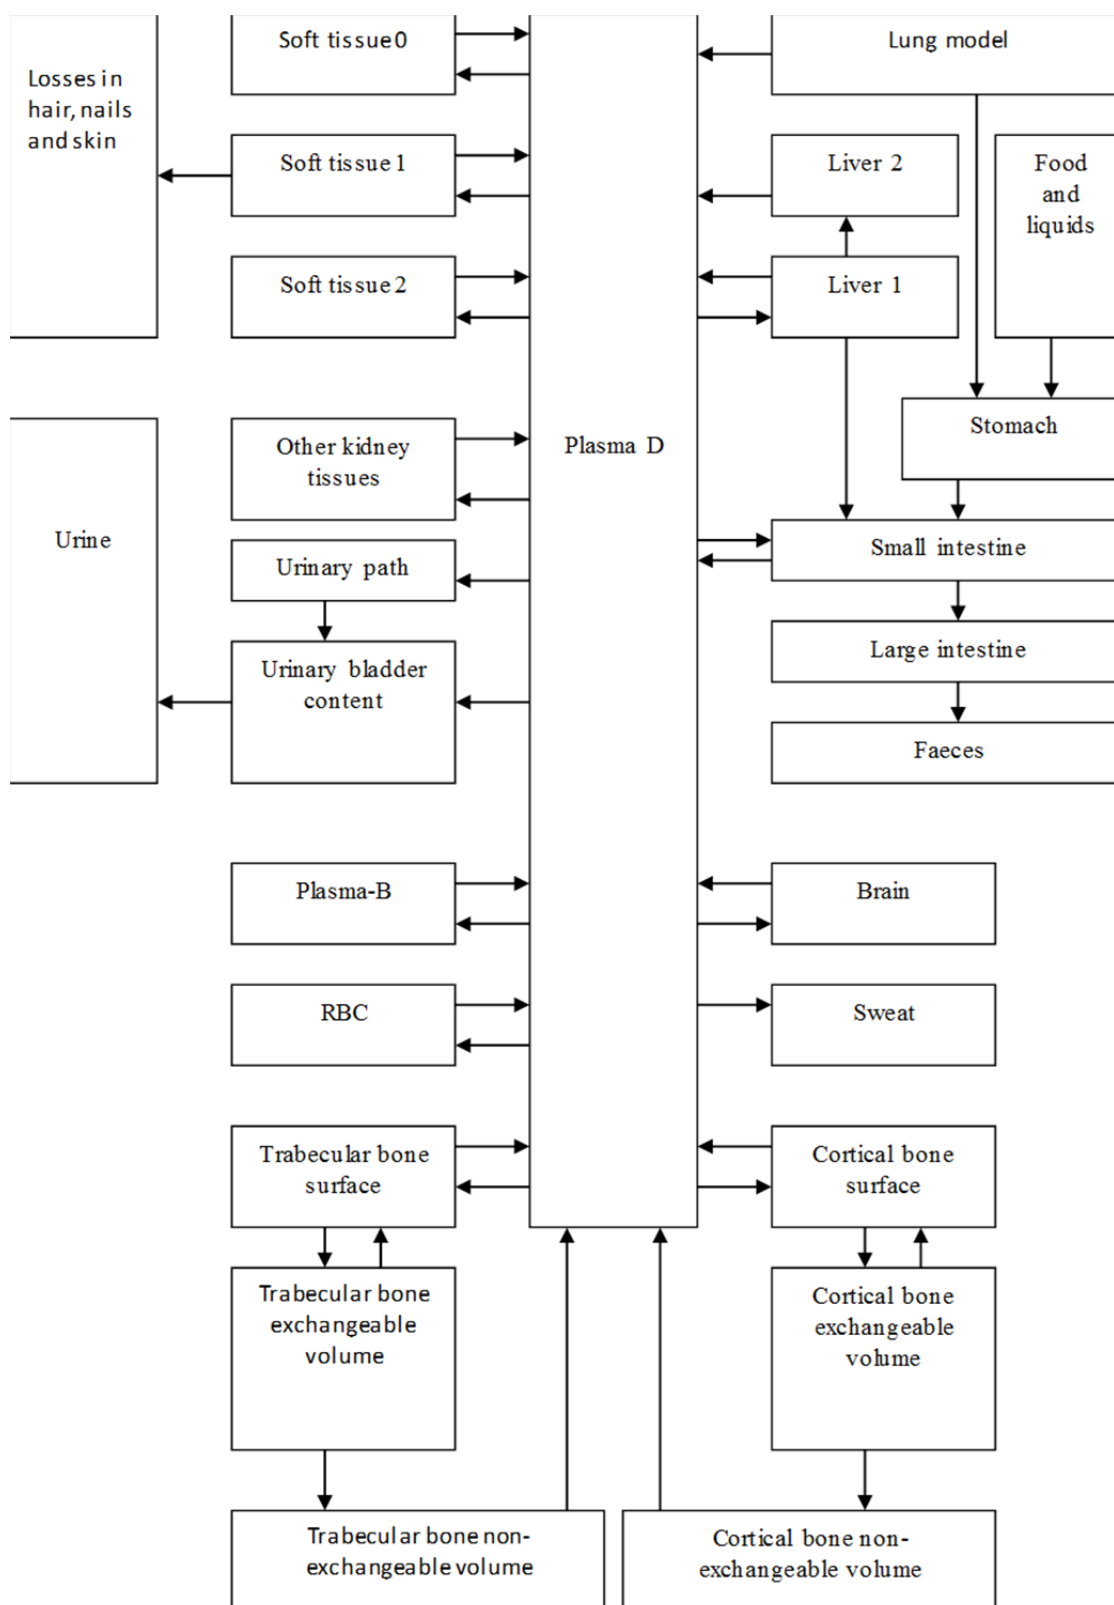 Soft tissue 0
Lung model
Losses in
hair, nails
and skin
Soft tissue 1
Liver 2
Food
and
liquids
Soft tissue 2
Liver 1
Stomach
Other kidney
tissues
Plasma D
Urine
Small intestine
Urinary path
Large intestine
Urinary bladder
content
Faeces
Plasma-B
Brain
RBC
Sweat
Trabecular bone
surface
Cortical bone
surface
Trabecular bone
exchangeable
volume
Cortical bone
exchangeable
volume
Trabecular bone non-
exchangeable volume
Cortical bone non-
exchangeable volume